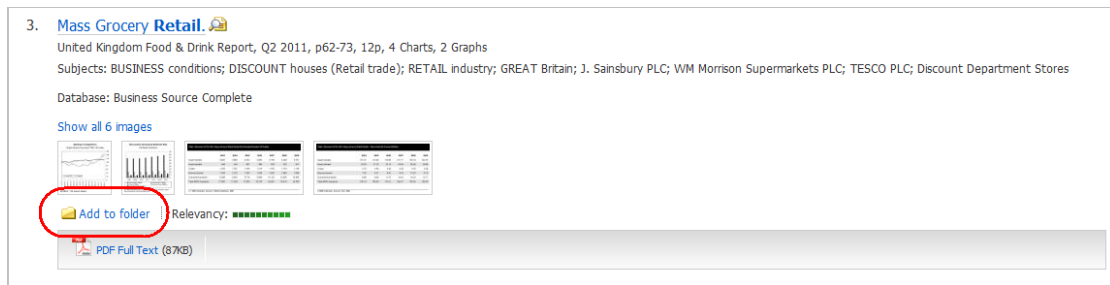 3. Mass Grocery Retail.
United Kingdom Food & Drink Report, Q2 2011, p62-73, 12p, 4 Charts, 2 Graphs
Subjects: BUSINESS conditions; DISCOUNT houses (Retail trade); RETAIL industry; GREAT Britain; J. Sainsbury PLC; WM Morrison Supermarkets PLC; TESCO PLC; Discount Department Stores
Database: Business Source Complete
Show all 6 images
Add to folder Relevancy:
PDF Full Text (87KB)